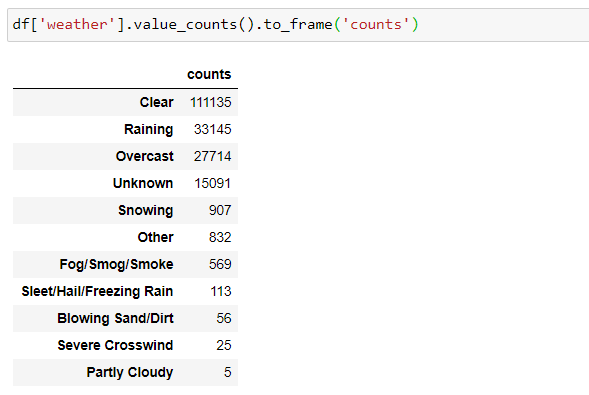 df['weather'].value_counts().to_frame('counts')
counts
Clear 111135
Raining 33145
Overcast 27714
Unknown 15091
Snowing 907
Other 832
Fog/Smog/Smoke 569
Sleet/Hail/Freezing Rain 113
Blowing Sand/Dirt 56
Severe Crosswind 25
Partly Cloudy 5